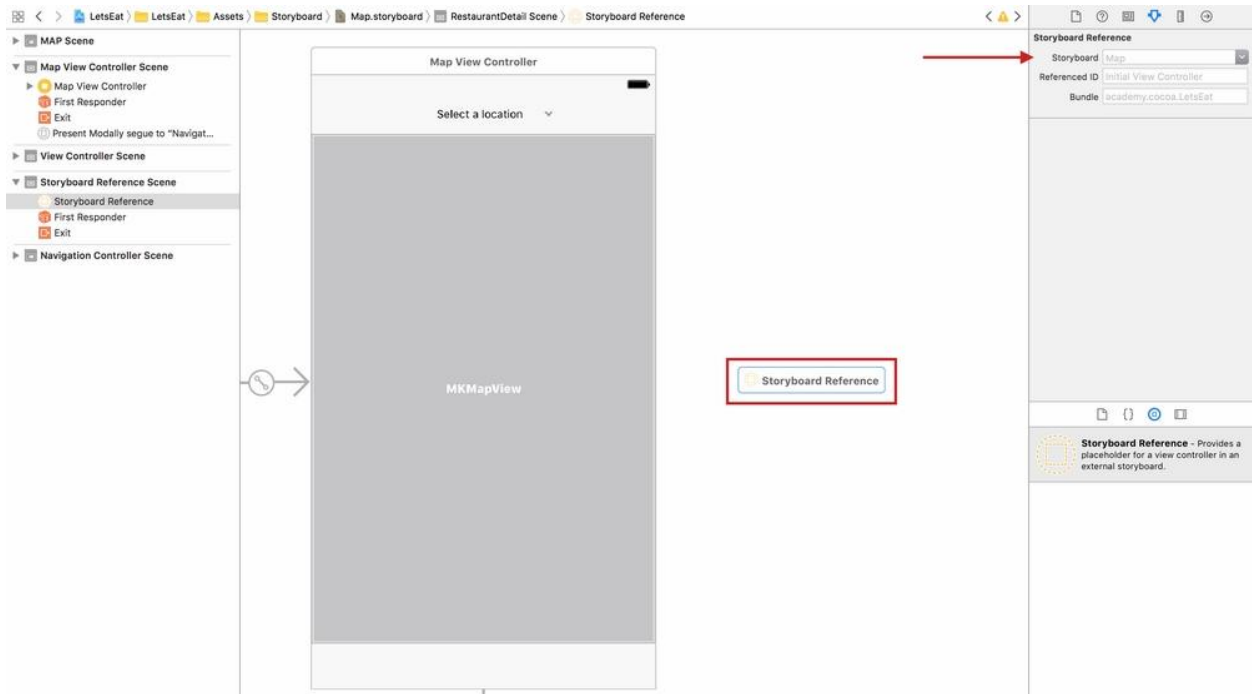 LetsEat 〉 LetsEat 〉 Assets 〉 Storyboard 〉 Map.storyboard 〉 RestaurantDetail Scene 〉 Storyboard Reference
MAP Scene
Map View Controller Scene
Map View Controller
First Responder
Exit
Present Modally segue to "Navigat...
View Controller Scene
Storyboard Reference Scene
Storyboard Reference
First Responder
Exit
Navigation Controller Scene
Map View Controller
Select a location
MKMapView
Storyboard Reference
Storyboard Reference
Storyboard Map
Referenced ID Initial View Controller
Bundle academy.cocoa.LetsEat
Storyboard Reference - Provides a
placeholder for a view controller in an
external storyboard.